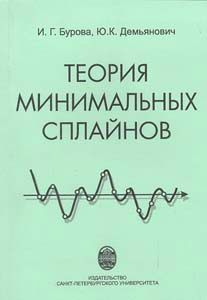 И. Г. Бурова, Ю.К. Демьянович
ТЕОРИЯ
МИНИМАЛЬНЫХ
СПЛАЙНОВ
ИЗДАТЕЛЬСТВО
САНКТ-ПЕТЕРБУРГСКОГО УНИВЕРСИТЕТА